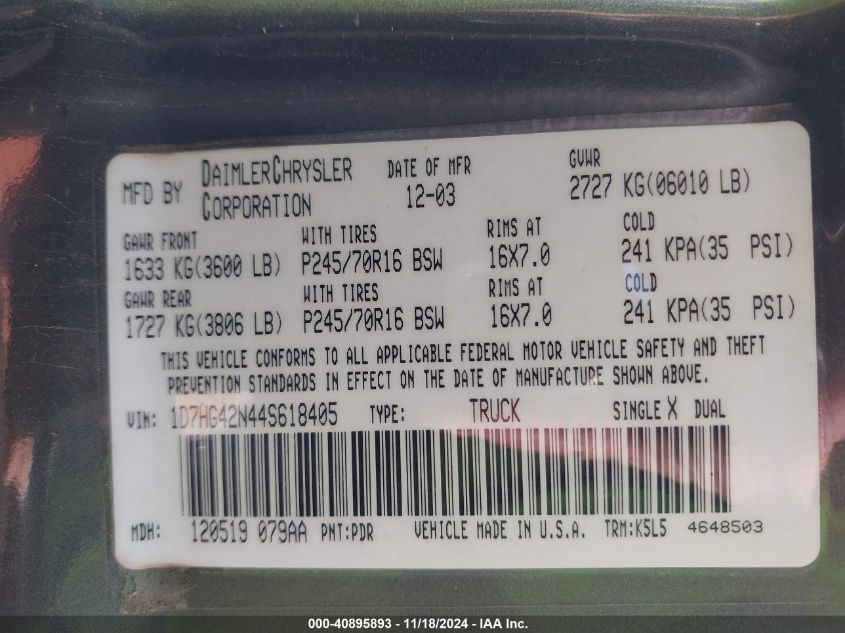 MFD BY DAIMLERCHRYSLER CORPORATION DATE OF MFR 12-03 GVWR 2727 KG(06010 LB)
GAWR FRONT WITH TIRES RIMS AT COLD
1633 KG(3600 LB) P245/70R16 BSW 16X7.0 241 KPA(35 PSI)
GAWR REAR WITH TIRES RIMS AT COLD
1727 KG(3806 LB) P245/70R16 BSW 16X7.0 241 KPA(35 PSI)
THIS VEHICLE CONFORMS TO ALL APPLICABLE FEDERAL MOTOR VEHICLE SAFETY AND THEFT
PREVENTION STANDARDS IN EFFECT ON THE DATE OF MANUFACTURE SHOWN ABOVE.
VIN: 1D7HG42N44S618405 TYPE: TRUCK SINGLE X DUAL
MDH: 120519 079AA PNT:PDR VEHICLE MADE IN U.S.A. TRM:K5L5 4648503
000-40895893 - 11/18/2024 - IAA Inc.